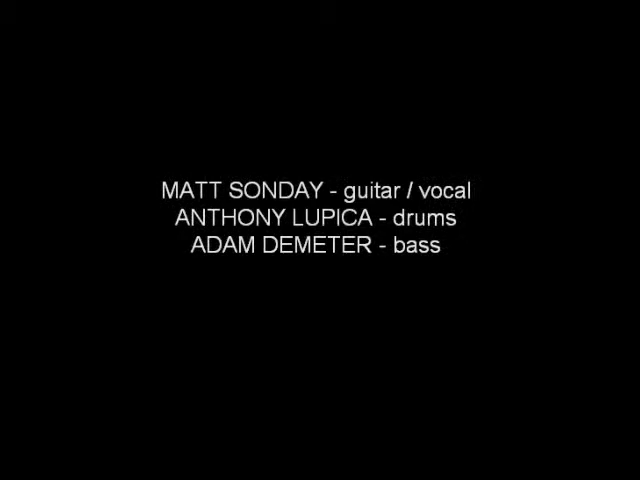 MATT SONDAY - guitar / vocal
ANTHONY LUPICA - drums
ADAM DEMETER - bass